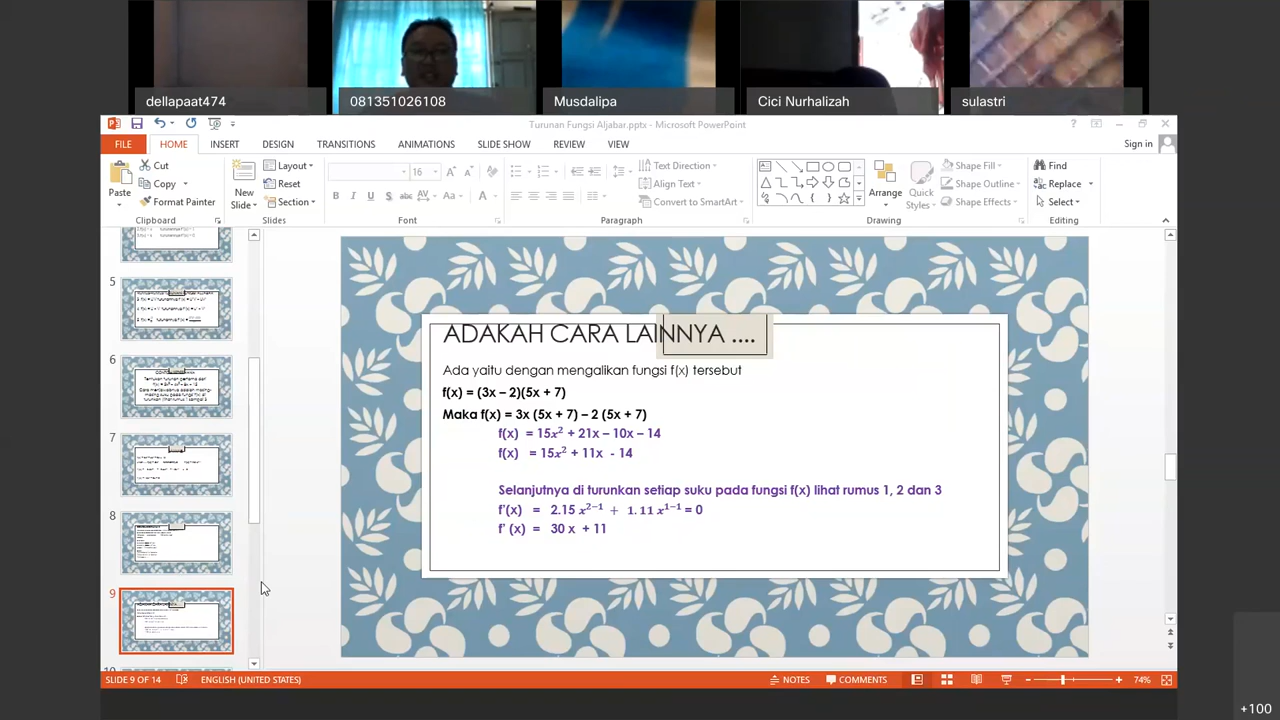 dellapaat474
081351026108
Musdalipa
Cici Nurhalizah
sulastri
Turunan Fungsi Aljabar.pptx - Microsoft PowerPoint
FILE HOME INSERT DESIGN TRANSITIONS ANIMATIONS SLIDE SHOW REVIEW VIEW Sign in
Paste
Cut
Copy
Format Painter
Clipboard
New
Slide
Layout
Reset
Section
Slides
16
Font
Text Direction
Align Text
Convert to SmartArt
Paragraph
Arrange
Quick
Styles
Shape Fill
Shape Outline
Shape Effects
Drawing
Find
Replace
Select
Editing
5
6
7
8
9
ADAKAH CARA LAINNYA ....
Ada yaitu dengan mengalikan fungsi f(x) tersebut
f(x) = (3x – 2)(5x + 7)
Maka f(x) = 3x (5x + 7) – 2 (5x + 7)
f(x) = 15x² + 21x – 10x – 14
f(x) = 15x² + 11x - 14
Selanjutnya di turunkan setiap suku pada fungsi f(x) lihat rumus 1, 2 dan 3
f'(x) = 2.15 x²⁻¹ + 1.11 x¹⁻¹ = 0
f' (x) = 30 x + 11
SLIDE 9 OF 14 ENGLISH (UNITED STATES) NOTES COMMENTS 74%
+100